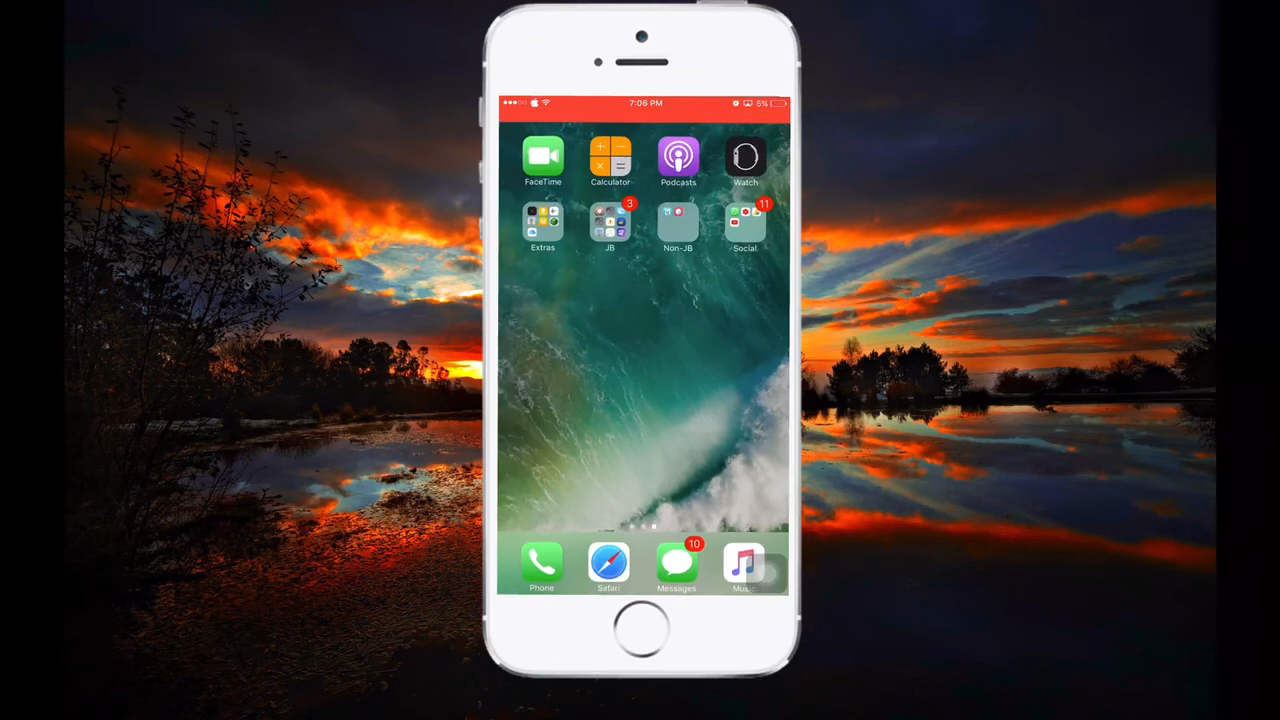 7:06 PM 5%
FaceTime Calculator Podcasts Watch
3 11
Extras JB Non-JB Social
10
Phone Safari Messages Music